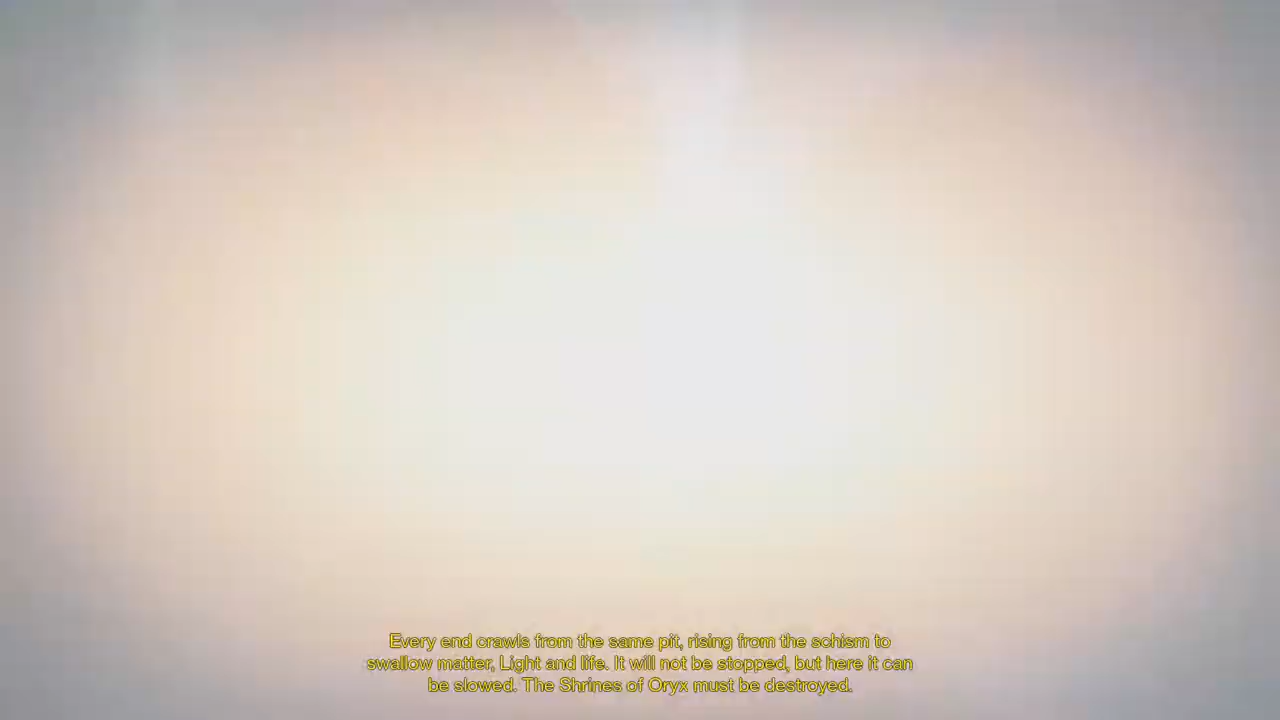 Every end crawls from the same pit, rising from the schism to
swallow matter, Light and life. It will not be stopped, but here it can
be slowed. The Shrines of Oryx must be destroyed.